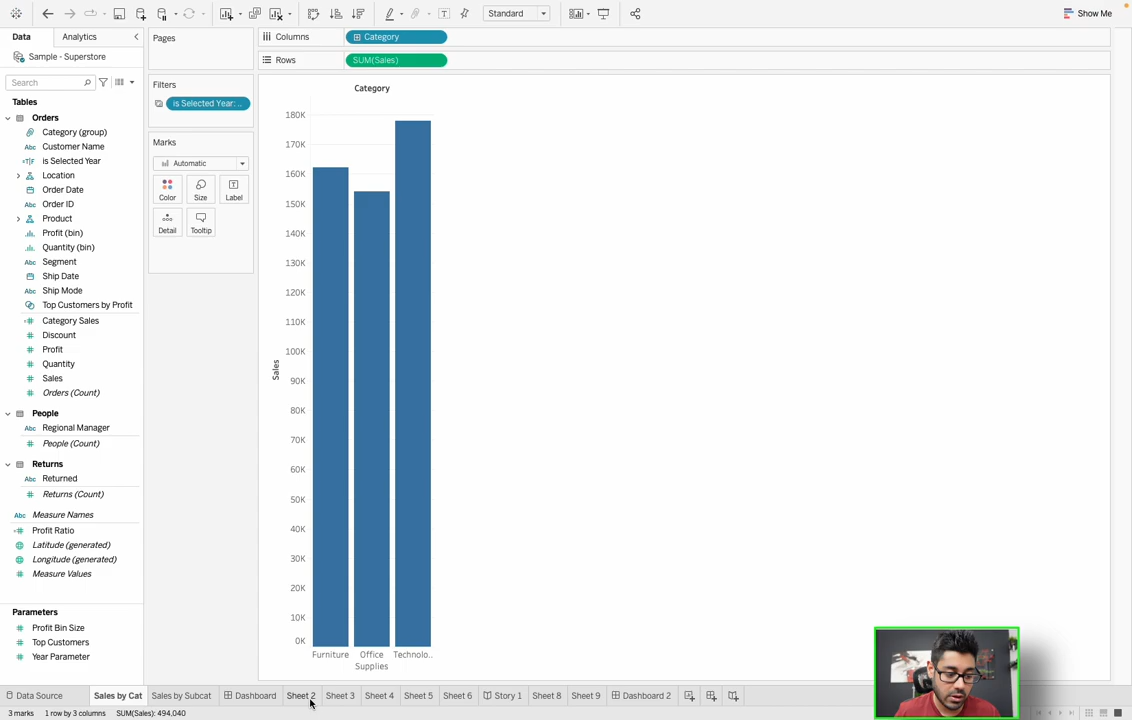 Standard
Show Me
Data
Analytics
Sample - Superstore
Search
Tables
Orders
Category (group)
Customer Name
=T|F is Selected Year
Location
Order Date
Abc Order ID
Product
Profit (bin)
Quantity (bin)
Abc Segment
Ship Date
Abc Ship Mode
Top Customers by Profit
Category Sales
Discount
Profit
Quantity
Sales
Orders (Count)
People
Abc Regional Manager
People (Count)
Returns
Abc Returned
Returns (Count)
Abc Measure Names
Profit Ratio
Latitude (generated)
Longitude (generated)
Measure Values
Parameters
Profit Bin Size
Top Customers
Year Parameter
Pages
Filters
is Selected Year: ..
Marks
Automatic
Color
Size
Label
Detail
Tooltip
Columns
Category
Rows
SUM(Sales)
Category
180K
170K
160K
150K
140K
130K
120K
110K
100K
90K
80K
70K
60K
50K
40K
30K
20K
10K
0K
Sales
Furniture
Office
Supplies
Technolo..
Data Source
Sales by Cat
Sales by Subcat
Dashboard
Sheet 2
Sheet 3
Sheet 4
Sheet 5
Sheet 6
Story 1
Sheet 8
Sheet 9
Dashboard 2
3 marks
1 row by 3 columns
SUM(Sales): 494,040